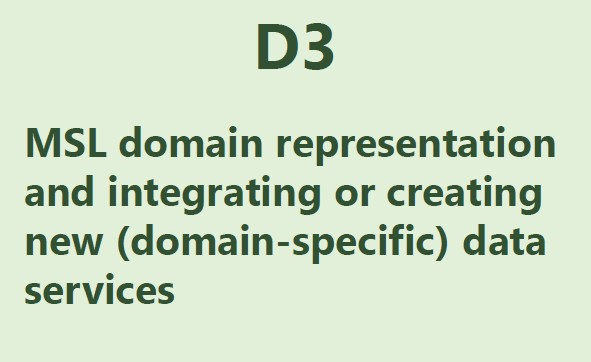 D3
MSL domain representation
and integrating or creating
new (domain-specific) data
services